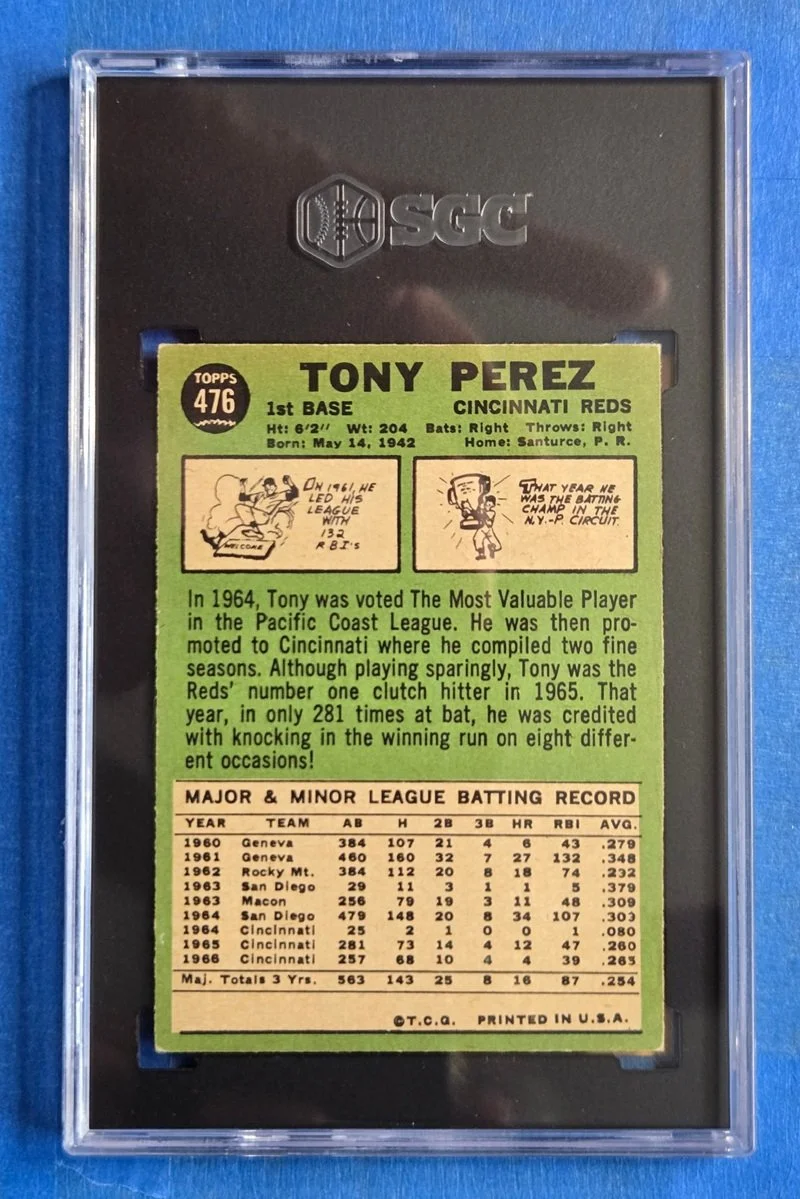 SGC
TOPPS
476
TONY PEREZ
1st BASE CINCINNATI REDS
Ht: 6'2" Wt: 204 Bats: Right Throws: Right
Born: May 14, 1942 Home: Santurce, P. R.
ON 1961, HE
LED HIS
LEAGUE
WITH
132
RBI's
WELCOME
THAT YEAR HE
WAS THE BATTING
CHAMP IN THE
N.Y.-P. CIRCUIT.
In 1964, Tony was voted The Most Valuable Player
in the Pacific Coast League. He was then pro-
moted to Cincinnati where he compiled two fine
seasons. Although playing sparingly, Tony was the
Reds' number one clutch hitter in 1965. That
year, in only 281 times at bat, he was credited
with knocking in the winning run on eight differ-
ent occasions!
MAJOR & MINOR LEAGUE BATTING RECORD
YEAR TEAM AB H 2B 3B HR RBI AVG.
1960 Geneva 384 107 21 4 6 43 .279
1961 Geneva 460 160 32 7 27 132 .348
1962 Rocky Mt. 384 112 20 8 18 74 .292
1963 San Diego 29 11 3 1 1 5 .379
1963 Macon 256 79 19 3 11 48 .309
1964 San Diego 479 148 20 8 34 107 .303
1964 Cincinnati 25 2 1 0 0 1 .080
1965 Cincinnati 281 73 14 4 12 47 .260
1966 Cincinnati 257 68 10 4 4 39 .265
Maj. Totals 3 Yrs. 563 143 25 8 16 87 .254
©T.C.G. PRINTED IN U.S.A.